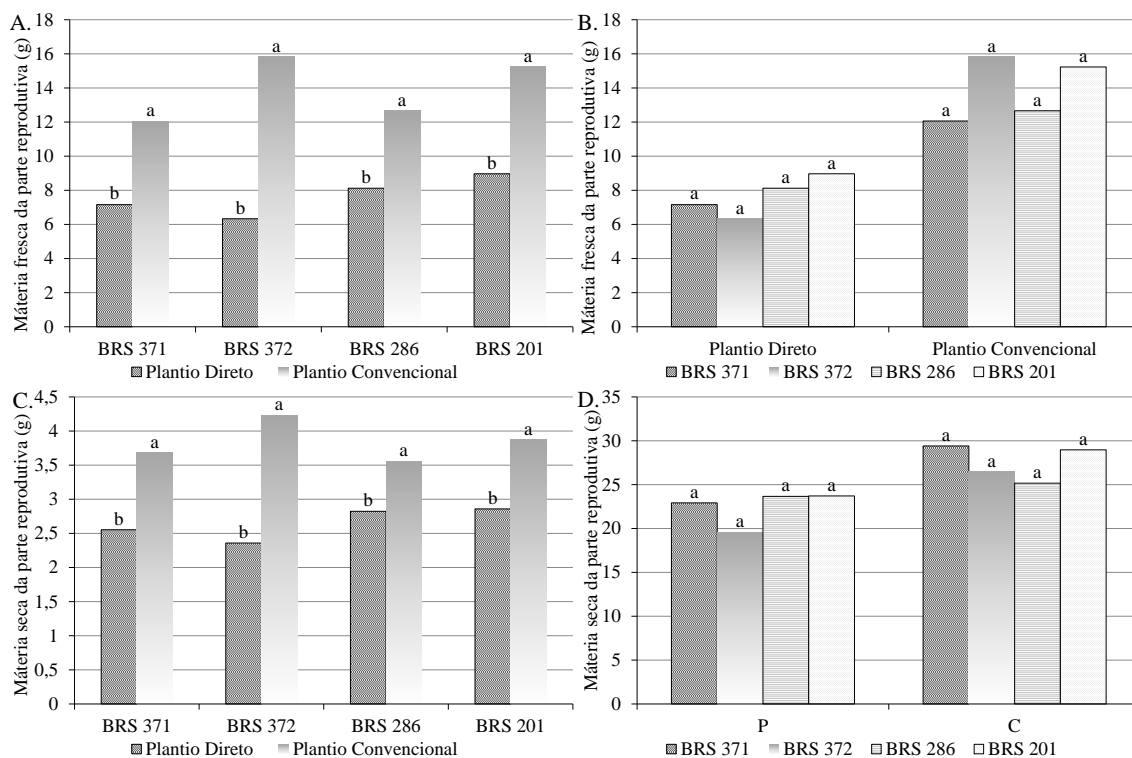 A.
Máteria fresca da parte reprodutiva (g)
18
16
14
12
10
8
6
4
2
0
b
a
b
a
b
a
b
a
BRS 371
BRS 372
BRS 286
BRS 201
Plantio Direto
Plantio Convencional
B.
Máteria fresca da parte reprodutiva (g)
18
16
14
12
10
8
6
4
2
0
a
a
a
a
a
a
a
a
Plantio Direto
Plantio Convencional
BRS 371
BRS 372
BRS 286
BRS 201
C.
Máteria seca da parte reprodutiva (g)
4,5
4
3,5
3
2,5
2
1,5
1
0,5
0
b
a
b
a
b
a
b
a
BRS 371
BRS 372
BRS 286
BRS 201
Plantio Direto
Plantio Convencional
D.
Máteria seca da parte reprodutiva (g)
35
30
25
20
15
10
5
0
a
a
a
a
a
a
a
a
P
C
BRS 371
BRS 372
BRS 286
BRS 201